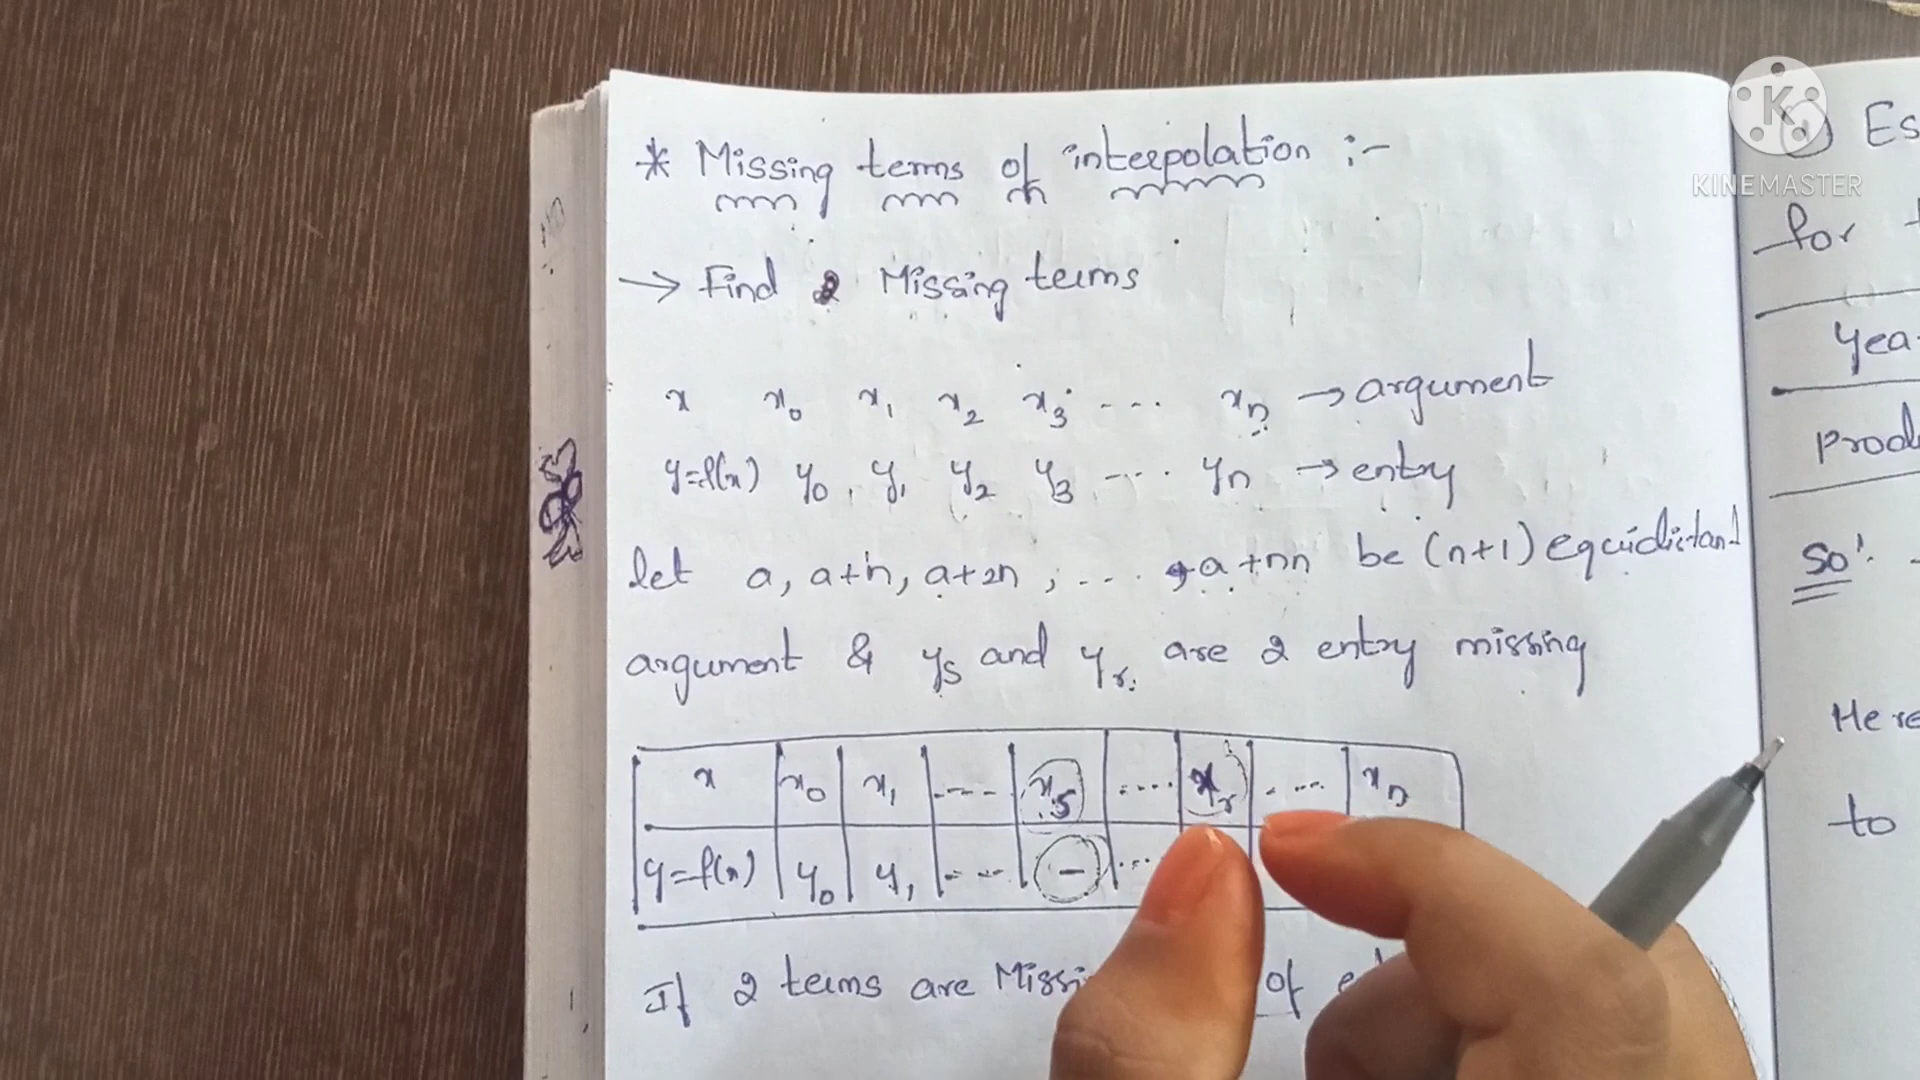 * Missing terms of interpolation :-
→ Find 2 Missing terms
x x₀ x₁ x₂ x₃ ---- xₙ → argument
y=f(x) y₀, y₁ y₂ y₃ ---- yₙ → entry
let a, a+h, a+2h, ---- , a+nh be (n+1) equidictant
argument & yₛ and yᵣ. are 2 entry missing
x x₀ x₁ ---- xₛ ---- xᵣ ---- xₙ
y=f(x) y₀ y₁ ---- - ----
If 2 terms are Missi of
K
KINEMASTER
Es
for
yea
prod
So'.
Here
to